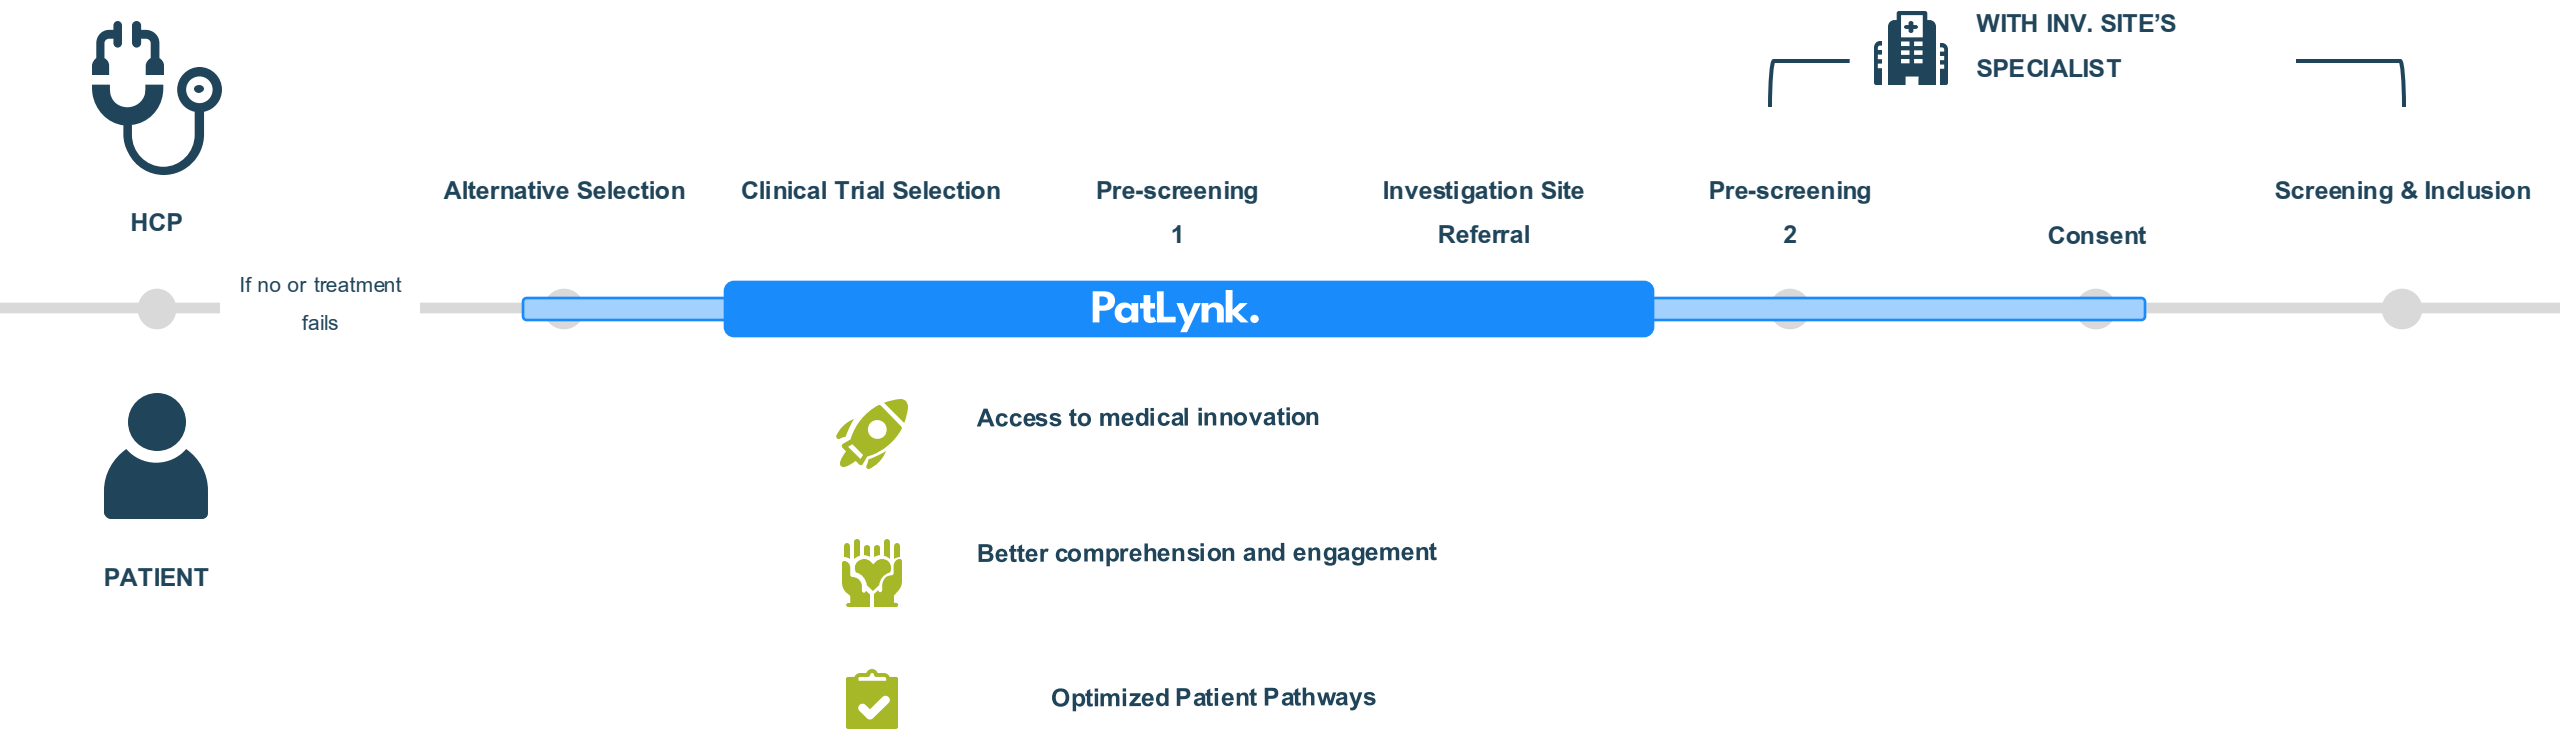 WITH INV. SITE’S
SPECIALIST
HCP
Alternative Selection
Clinical Trial Selection
Pre-screening
1
Investigation Site
Referral
Pre-screening
2
Consent
Screening & Inclusion
If no or treatment
fails
PatLynk.
PATIENT
Access to medical innovation
Better comprehension and engagement
Optimized Patient Pathways